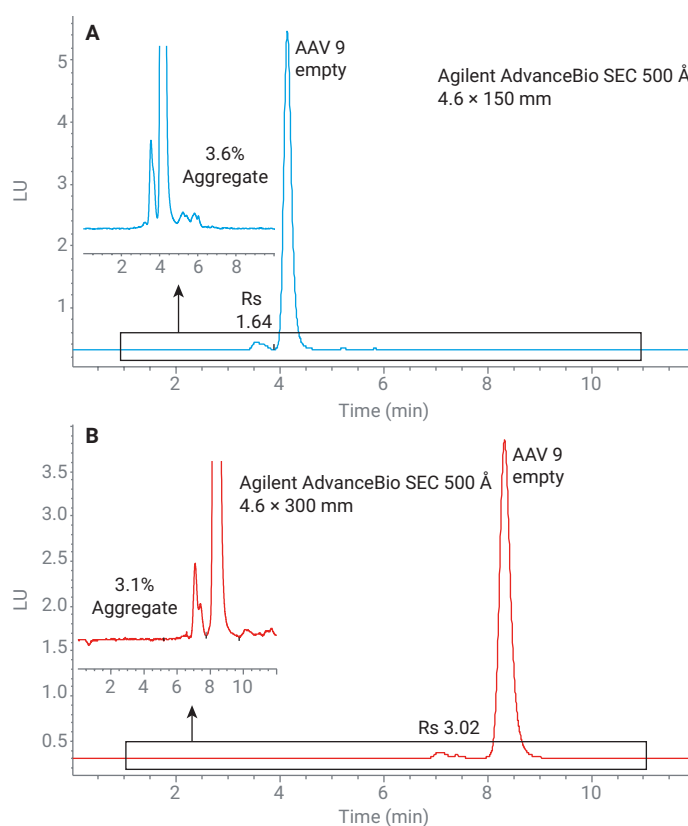 A
AAV 9
empty
Agilent AdvanceBio SEC 500 Å
4.6 × 150 mm
3.6%
Aggregate
LU
5
4
3
2
1
2 4 6 8
Rs
1.64
2 4 6 8 10
Time (min)
B
AAV 9
empty
Agilent AdvanceBio SEC 500 Å
4.6 × 300 mm
3.1%
Aggregate
LU
3.5
3.0
2.5
2.0
1.5
1.0
0.5
2 4 6 8 10
Rs 3.02
2 4 6 8 10
Time (min)